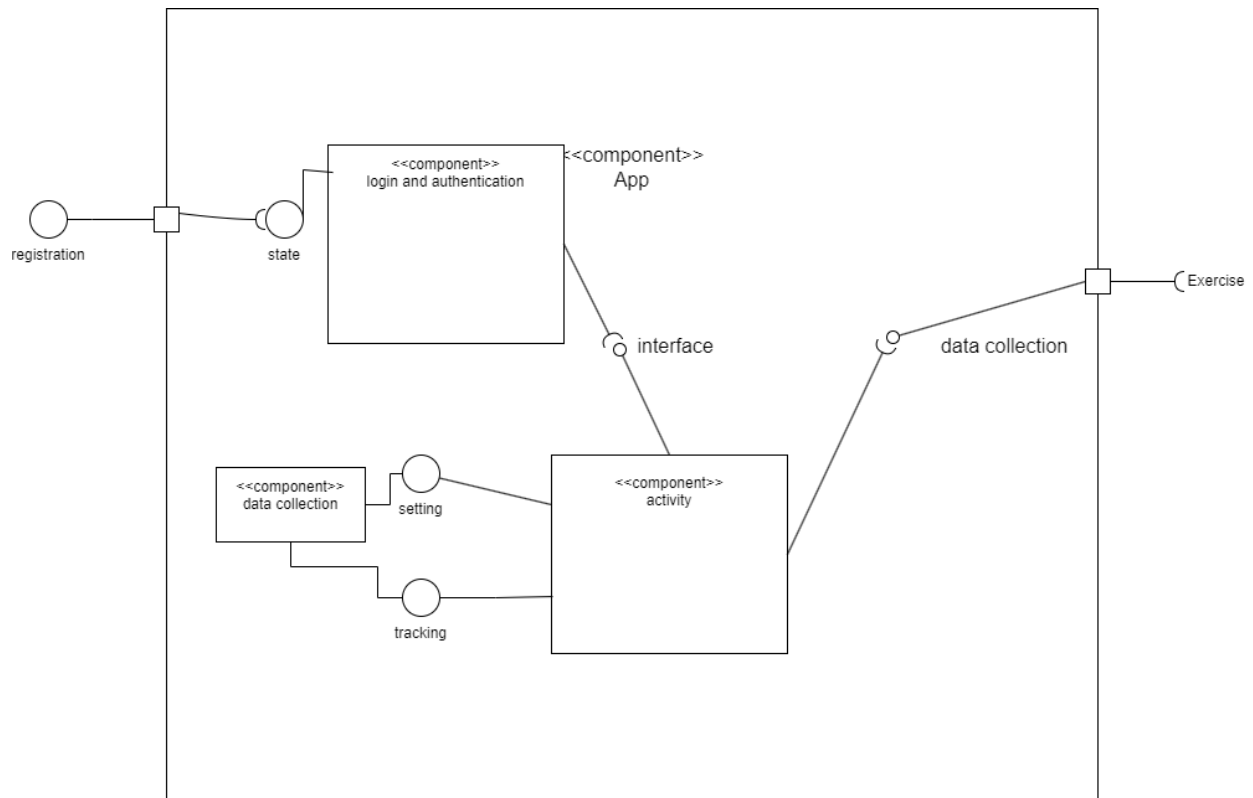 <<component>>
login and authentication
<<component>>
App
registration
state
Exercise
interface
data collection
<<component>>
data collection
setting
<<component>>
activity
tracking